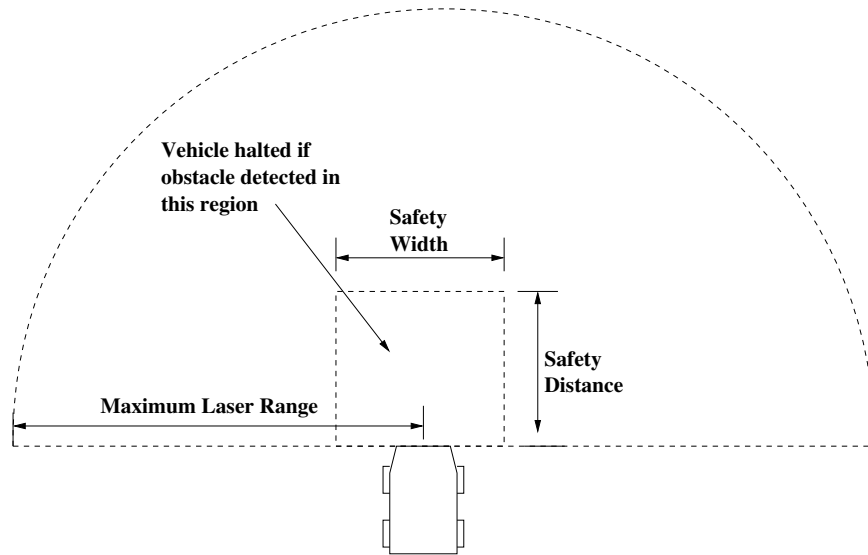 Vehicle halted if
obstacle detected in
this region
Safety
Width
Safety
Distance
Maximum Laser Range